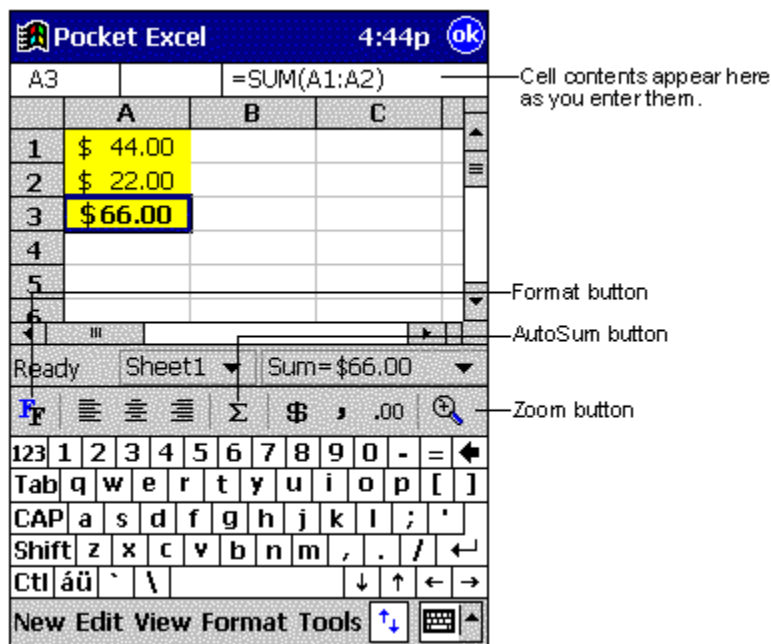 Pocket Excel 4:44p ok
A3 =SUM(A1:A2)
Cell contents appear here
as you enter them.
A B C
1 $ 44.00
2 $ 22.00
3 $66.00
4
5
6
Format button
AutoSum button
Ready Sheet1 Sum=$66.00
FF Σ $ , .00
Zoom button
123 1 2 3 4 5 6 7 8 9 0 - =
Tab q w e r t y u i o p [ ]
CAP a s d f g h j k l ; '
Shift z x c v b n m , . /
Ctl áü ` \ ↓ ↑ ← →
New Edit View Format Tools